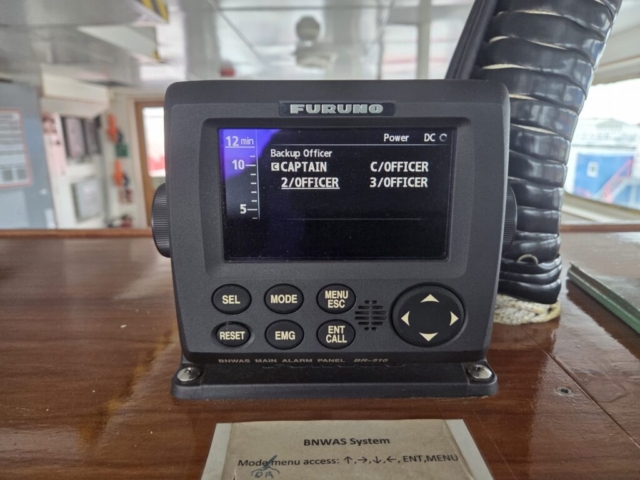 FURUNO
12 min Power DC
Backup Officer
10
C CAPTAIN C/OFFICER
2/OFFICER 3/OFFICER
5
SEL MODE MENU ESC
RESET EMG ENT CALL
BNWAS MAIN ALARM PANEL BR-510
BNWAS System
Mode menu access: ↑,→,↓,←,ENT,MENU